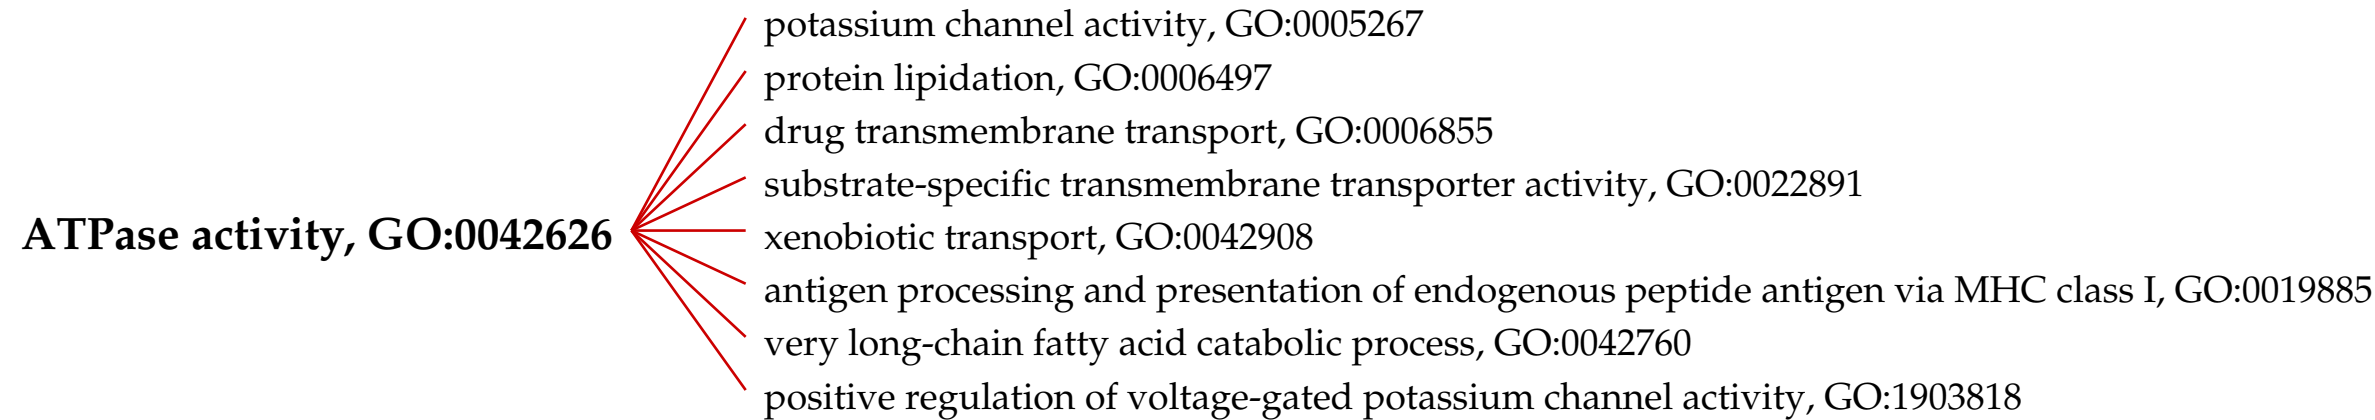 potassium channel activity, GO:0005267
protein lipidation, GO:0006497
drug transmembrane transport, GO:0006855
substrate-specific transmembrane transporter activity, GO:0022891
ATPase activity, GO:0042626
xenobiotic transport, GO:0042908
antigen processing and presentation of endogenous peptide antigen via MHC class I, GO:0019885
very long-chain fatty acid catabolic process, GO:0042760
positive regulation of voltage-gated potassium channel activity, GO:1903818